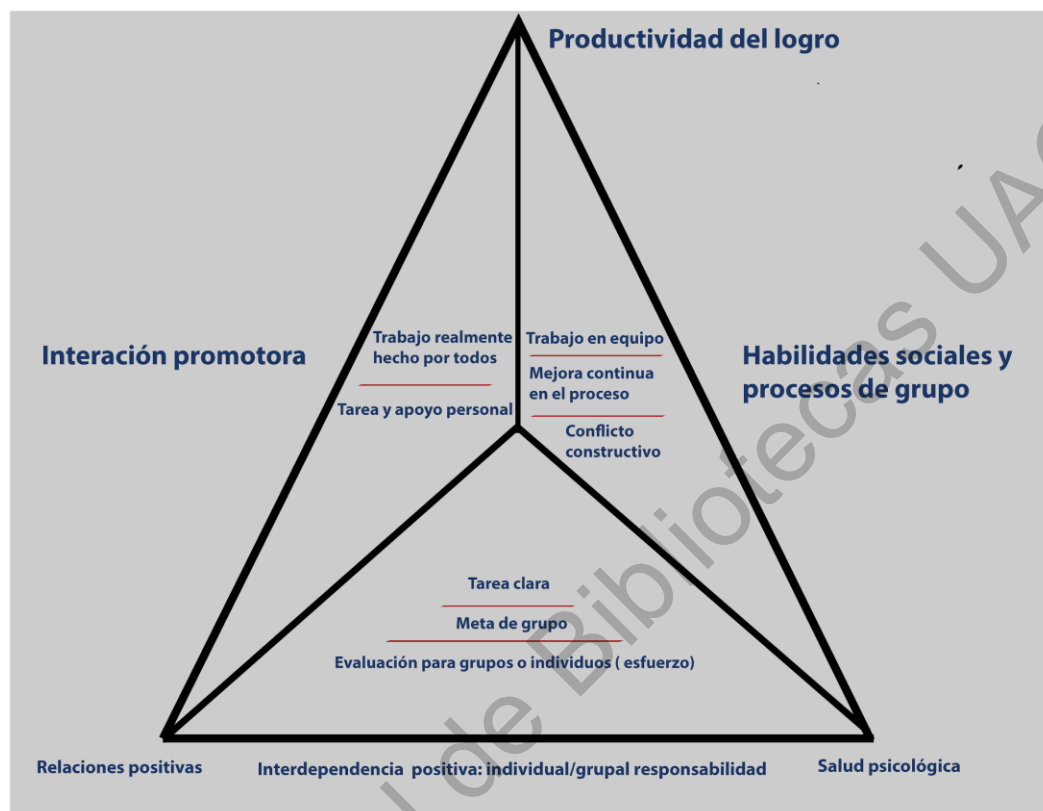 Productividad del logro
Interación promotora
Trabajo realmente
hecho por todos
Tarea y apoyo personal
Trabajo en equipo
Mejora continua
en el proceso
Conflicto
constructivo
Habilidades sociales y
procesos de grupo
Tarea clara
Meta de grupo
Evaluación para grupos o individuos ( esfuerzo)
Relaciones positivas
Interdependencia positiva: individual/grupal responsabilidad
Salud psicológica
de Bibliotecas